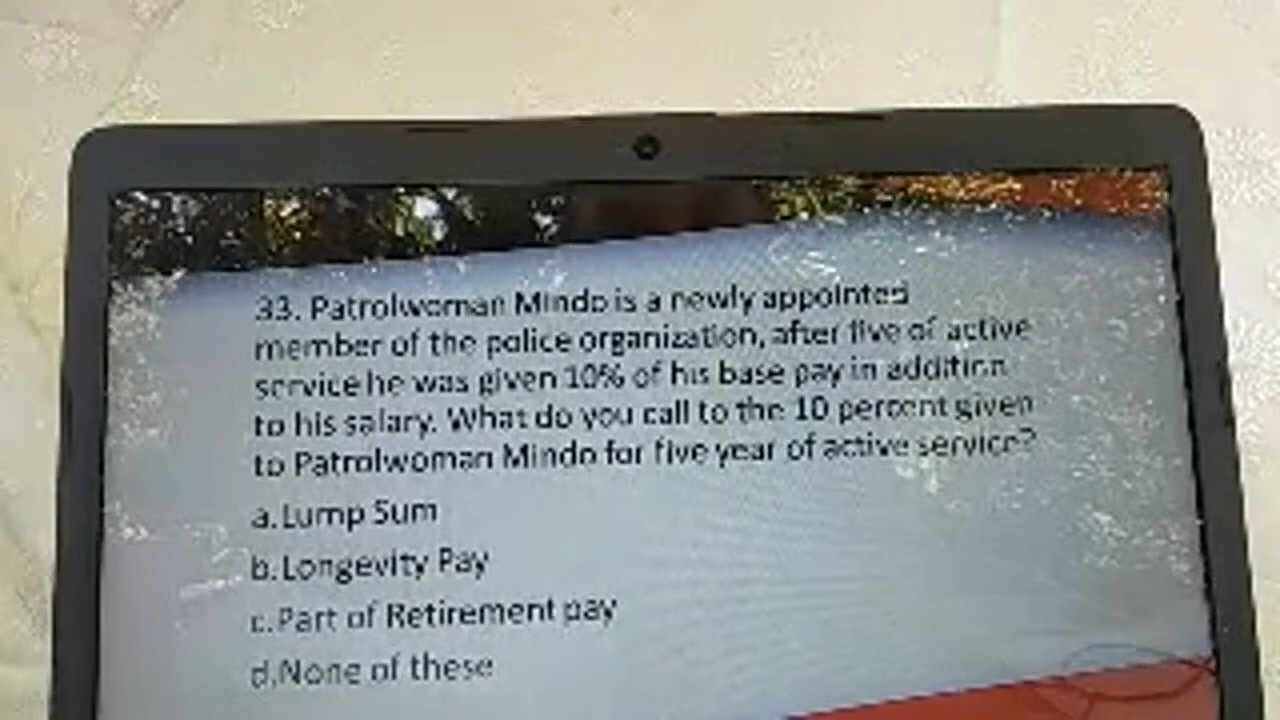 33. Patrolwoman Mindo is a newly appointed
member of the police organization, after five of active
service he was given 10% of his base pay in addition
to his salary. What do you call to the 10 percent given
to Patrolwoman Mindo for five year of active service?
a.Lump Sum
b.Longevity Pay
c.Part of Retirement pay
d.None of these